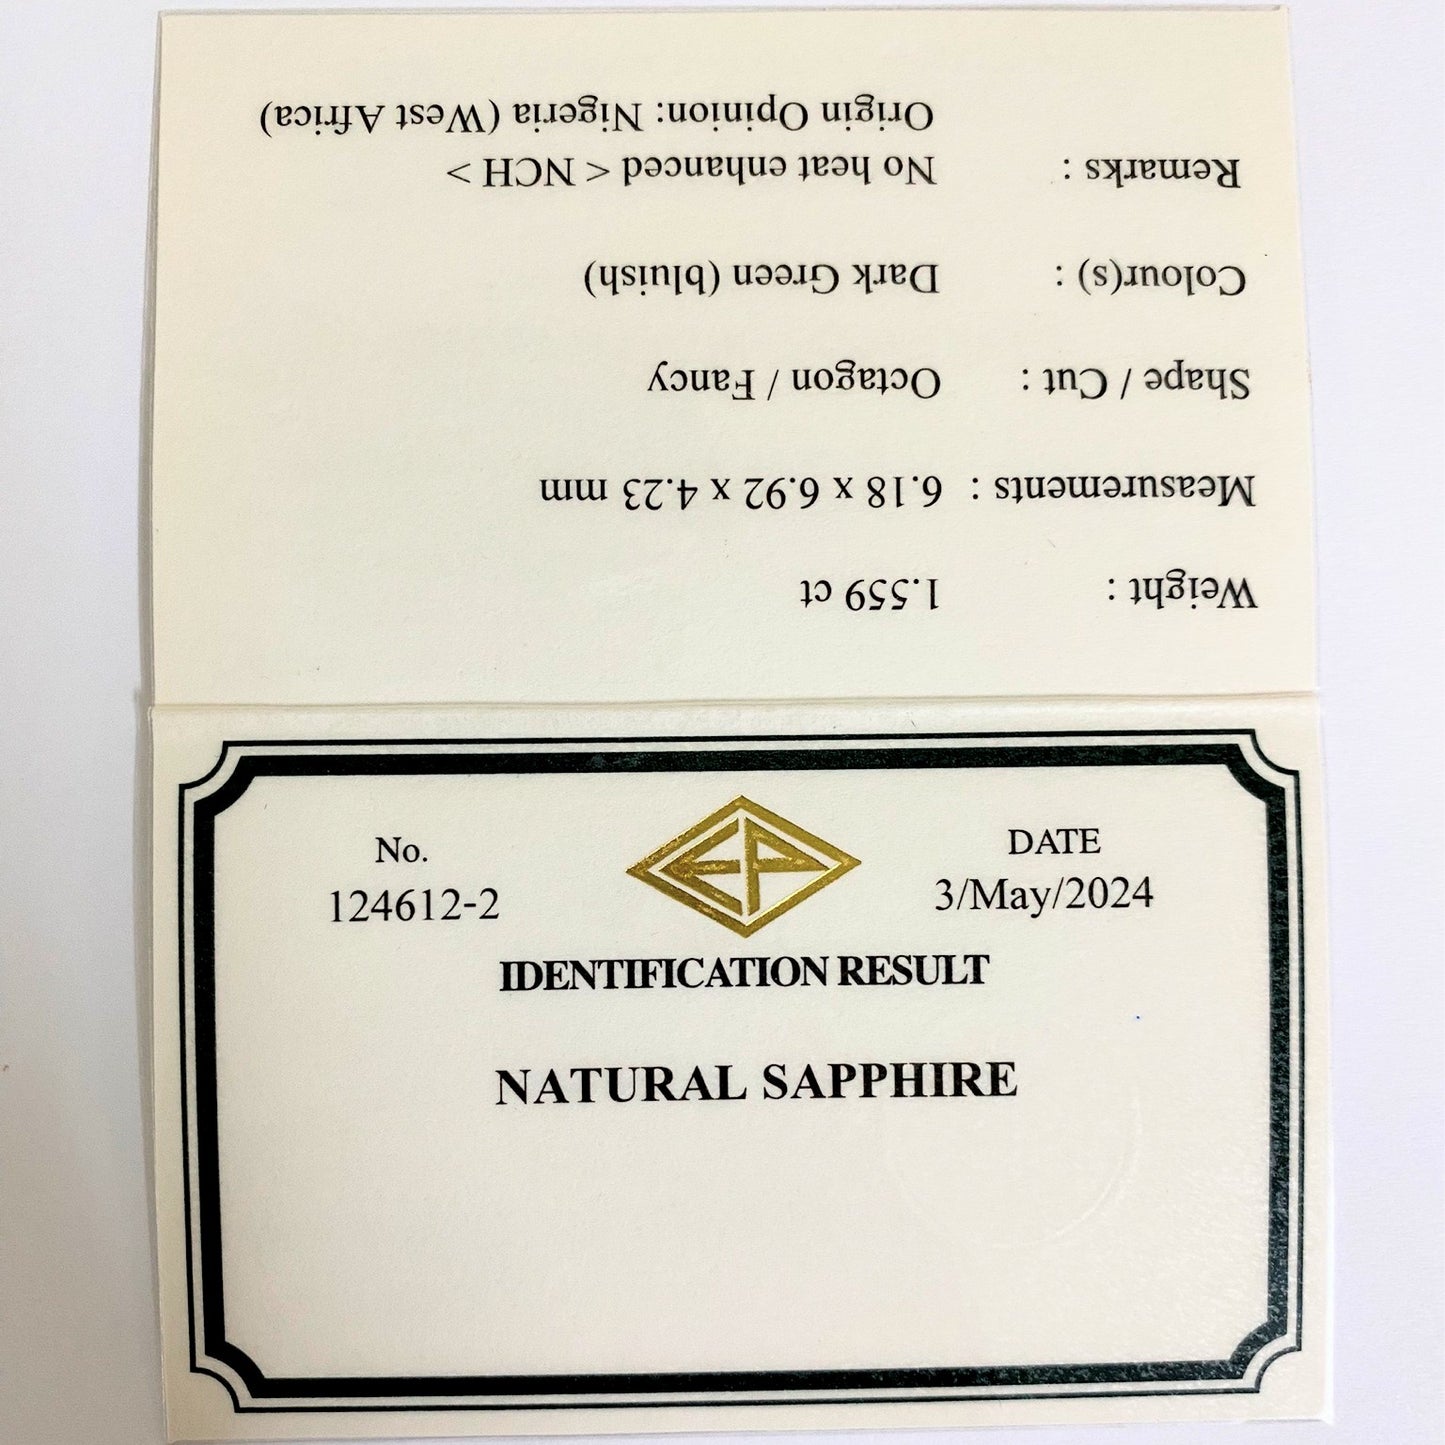 No.
124612-2
EP
DATE
3/May/2024
IDENTIFICATION RESULT
NATURAL SAPPHIRE
Weight : 1.559 ct
Measurements : 6.18 x 6.92 x 4.23 mm
Shape / Cut : Octagon / Fancy
Colour(s) : Dark Green (bluish)
Remarks : No heat enhanced < NCH >
Origin Opinion: Nigeria (West Africa)